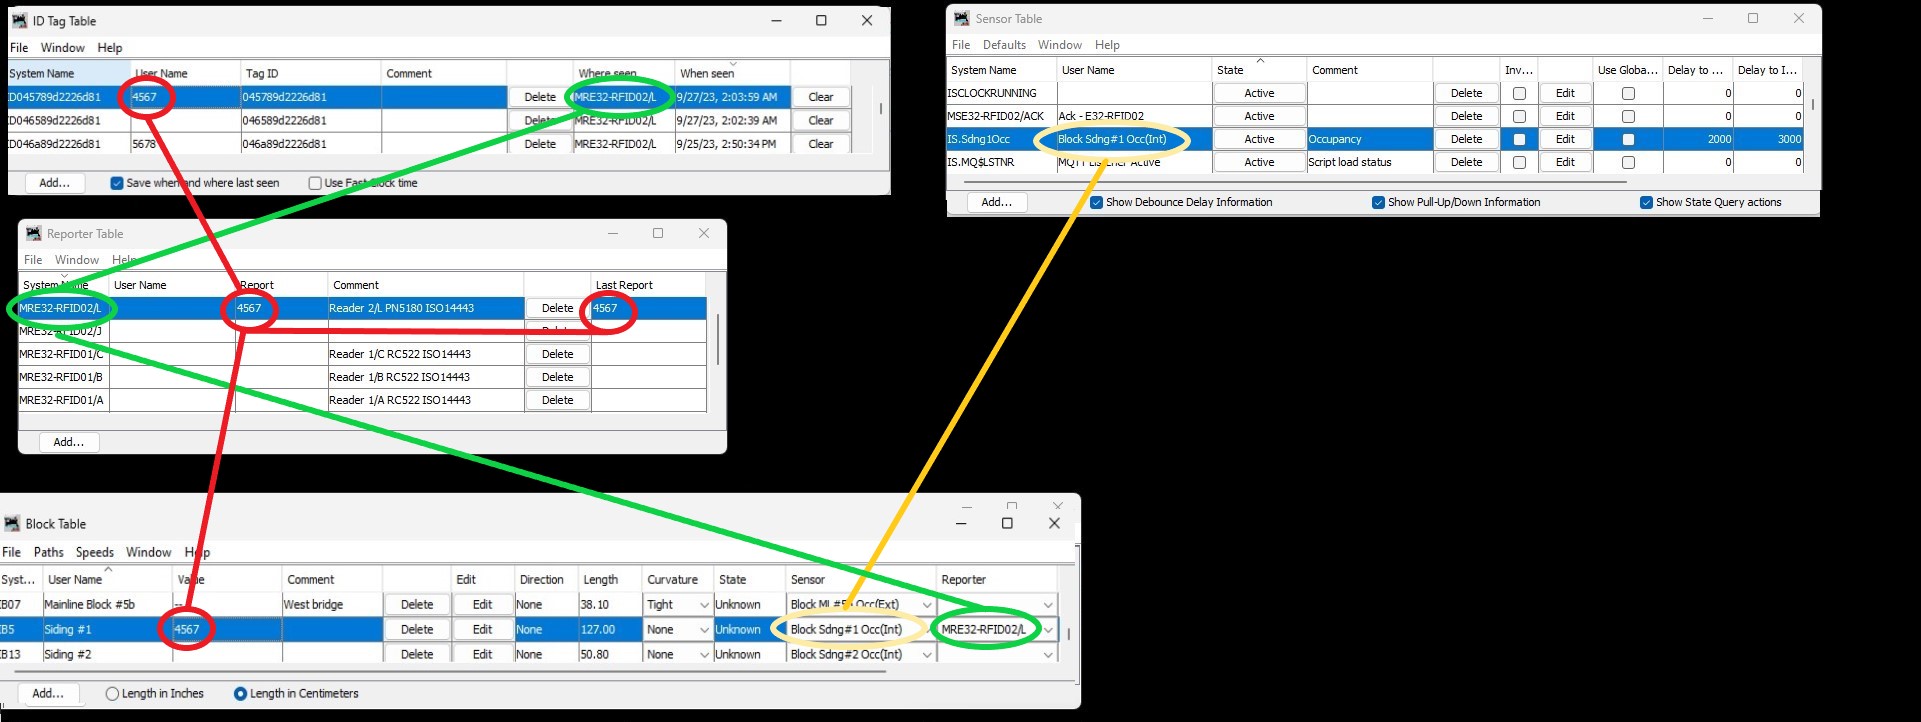 ID Tag Table
File Window Help
System Name User Name Tag ID Comment Where seen When seen
ID045789d2226d81 4567 045789d2226d81 Delete MRE32-RFID02/L 9/27/23, 2:03:59 AM Clear
ID046589d2226d81 046589d2226d81 Delete MRE32-RFID02/L 9/27/23, 2:02:39 AM Clear
ID046a89d2226d81 5678 046a89d2226d81 Delete MRE32-RFID02/L 9/25/23, 2:50:34 PM Clear
Add... Save when and where last seen Use Fast Clock time
Sensor Table
File Defaults Window Help
System Name User Name State Comment Inv... Use Globa... Delay to ... Delay to I...
ISCLOCKRUNNING Active Delete Edit 0 0
MSE32-RFID02/ACK Ack - E32-RFID02 Active Delete Edit 0 0
IS.Sdng1Occ Block Sdng#1 Occ(Int) Active Occupancy Delete Edit 2000 3000
IS.MQ$LSTNR MQTT Listener Active Active Script load status Delete Edit 0 0
Add... Show Debounce Delay Information Show Pull-Up/Down Information Show State Query actions
Reporter Table
File Window Help
System Name User Name Report Comment Last Report
MRE32-RFID02/L 4567 Reader 2/L PN5180 ISO14443 Delete 4567
MRE32-RFID02/J Delete
MRE32-RFID01/C Reader 1/C RC522 ISO14443 Delete
MRE32-RFID01/B Reader 1/B RC522 ISO14443 Delete
MRE32-RFID01/A Reader 1/A RC522 ISO14443 Delete
Add...
Block Table
File Paths Speeds Window Help
Syst... User Name Value Comment Edit Direction Length Curvature State Sensor Reporter
IB07 Mainline Block #5b -- West bridge Delete Edit None 38.10 Tight Unknown Block ML#5b Occ(Ext)
IB5 Siding #1 4567 Delete Edit None 127.00 None Unknown Block Sdng#1 Occ(Int) MRE32-RFID02/L
IB13 Siding #2 Delete Edit None 50.80 None Unknown Block Sdng#2 Occ(Int)
Add... Length in Inches Length in Centimeters